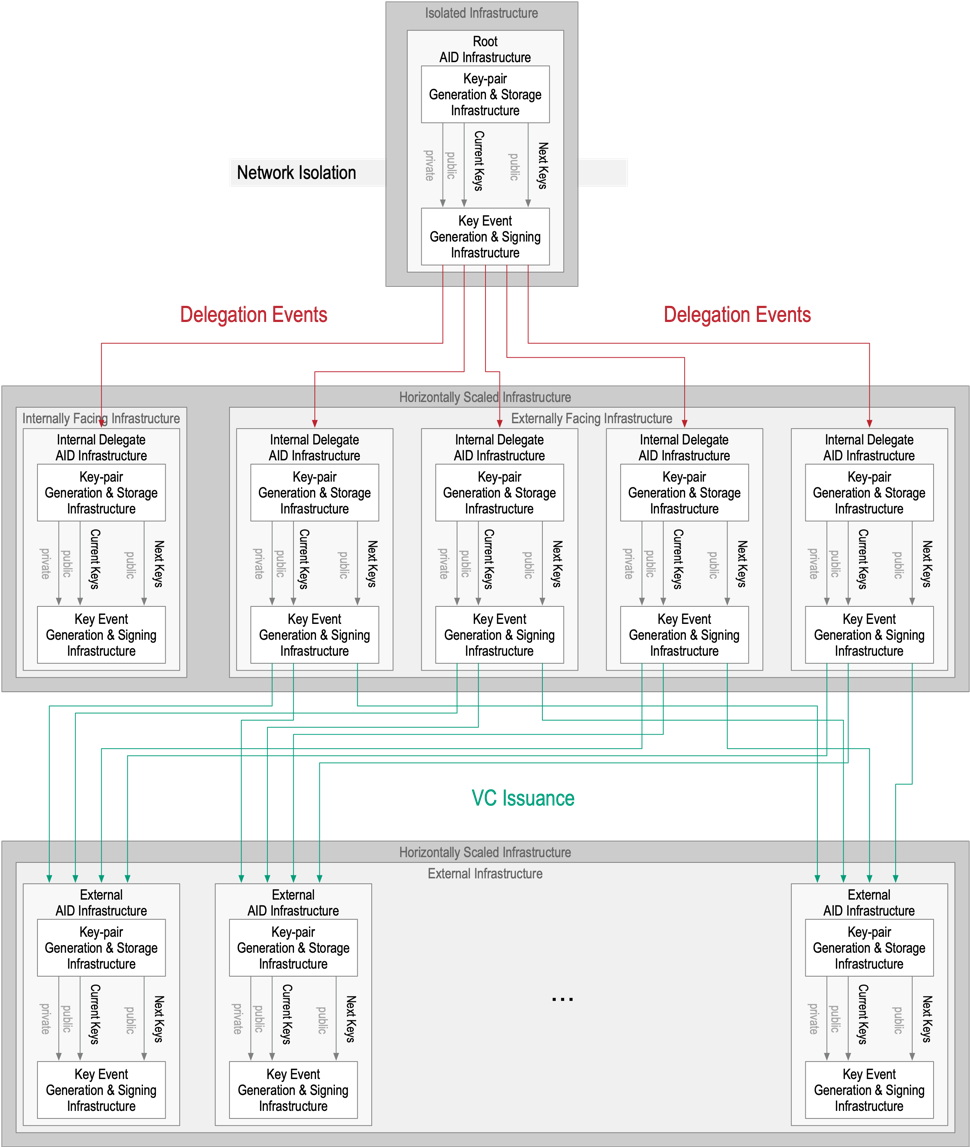 Isolated Infrastructure
Root
AID Infrastructure
Key-pair
Generation & Storage
Infrastructure
private
public
Current Keys
public
Next Keys
Network Isolation
Key Event
Generation & Signing
Infrastructure
Delegation Events
Delegation Events
Horizontally Scaled Infrastructure
Internally Facing Infrastructure
Externally Facing Infrastructure
Internal Delegate
AID Infrastructure
Key-pair
Generation & Storage
Infrastructure
private
public
Current Keys
public
Next Keys
Key Event
Generation & Signing
Infrastructure
Internal Delegate
AID Infrastructure
Key-pair
Generation & Storage
Infrastructure
private
public
Current Keys
public
Next Keys
Key Event
Generation & Signing
Infrastructure
Internal Delegate
AID Infrastructure
Key-pair
Generation & Storage
Infrastructure
private
public
Current Keys
public
Next Keys
Key Event
Generation & Signing
Infrastructure
Internal Delegate
AID Infrastructure
Key-pair
Generation & Storage
Infrastructure
private
public
Current Keys
public
Next Keys
Key Event
Generation & Signing
Infrastructure
Internal Delegate
AID Infrastructure
Key-pair
Generation & Storage
Infrastructure
private
public
Current Keys
public
Next Keys
Key Event
Generation & Signing
Infrastructure
VC Issuance
Horizontally Scaled Infrastructure
External Infrastructure
External
AID Infrastructure
Key-pair
Generation & Storage
Infrastructure
private
public
Current Keys
public
Next Keys
Key Event
Generation & Signing
Infrastructure
External
AID Infrastructure
Key-pair
Generation & Storage
Infrastructure
private
public
Current Keys
public
Next Keys
Key Event
Generation & Signing
Infrastructure
...
External
AID Infrastructure
Key-pair
Generation & Storage
Infrastructure
private
public
Current Keys
public
Next Keys
Key Event
Generation & Signing
Infrastructure